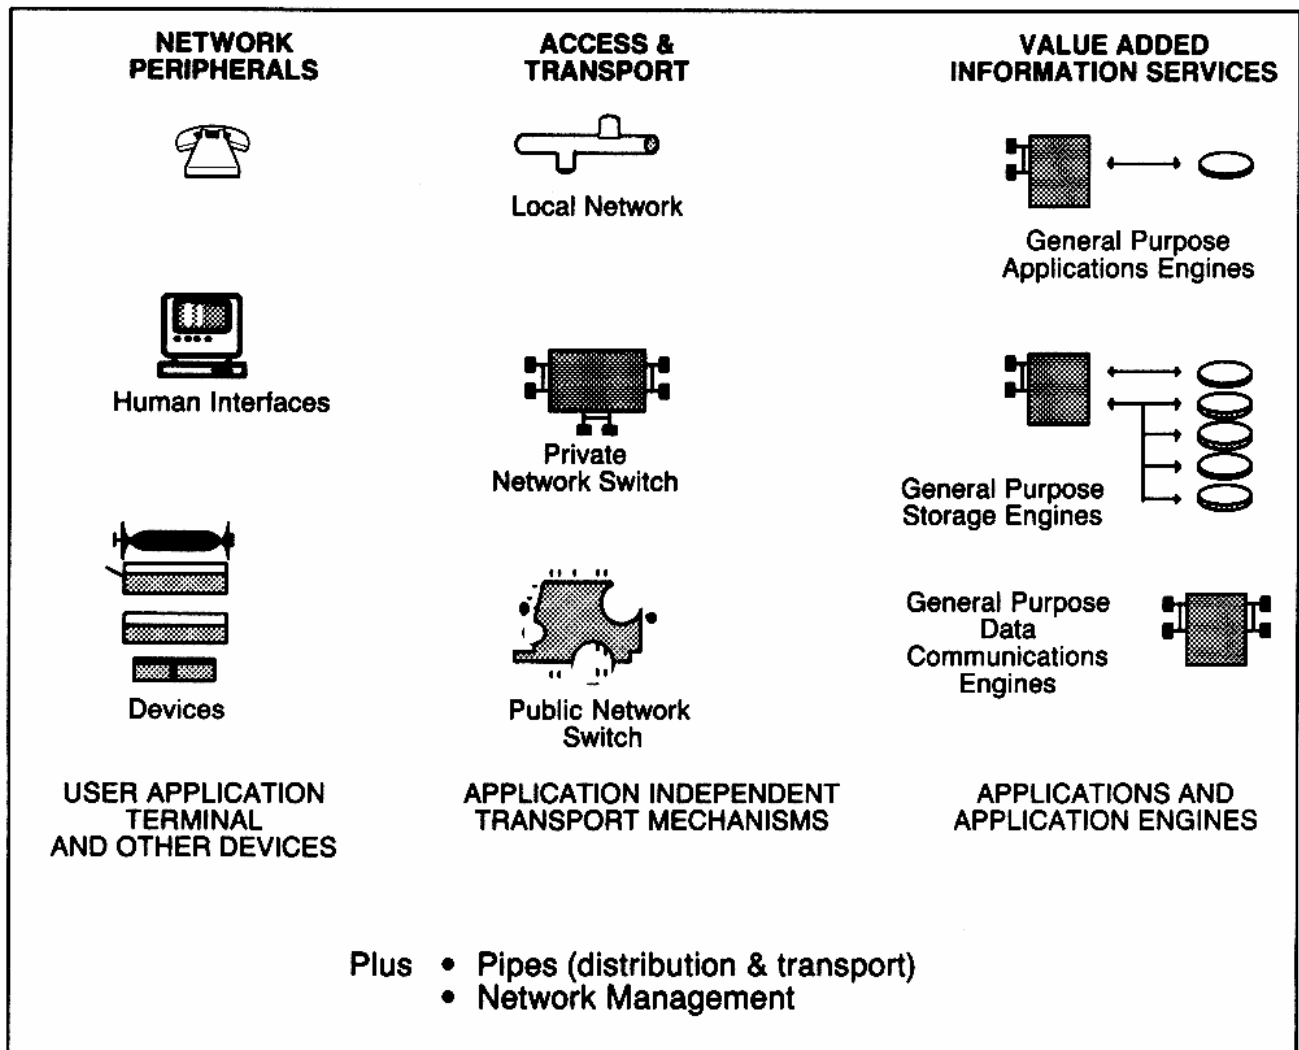 NETWORK
PERIPHERALS
Human Interfaces
Devices
USER APPLICATION
TERMINAL
AND OTHER DEVICES
ACCESS &
TRANSPORT
Local Network
Private
Network Switch
Public Network
Switch
APPLICATION INDEPENDENT
TRANSPORT MECHANISMS
VALUE ADDED
INFORMATION SERVICES
General Purpose
Applications Engines
General Purpose
Storage Engines
General Purpose
Data
Communications
Engines
APPLICATIONS AND
APPLICATION ENGINES
Plus • Pipes (distribution & transport)
• Network Management